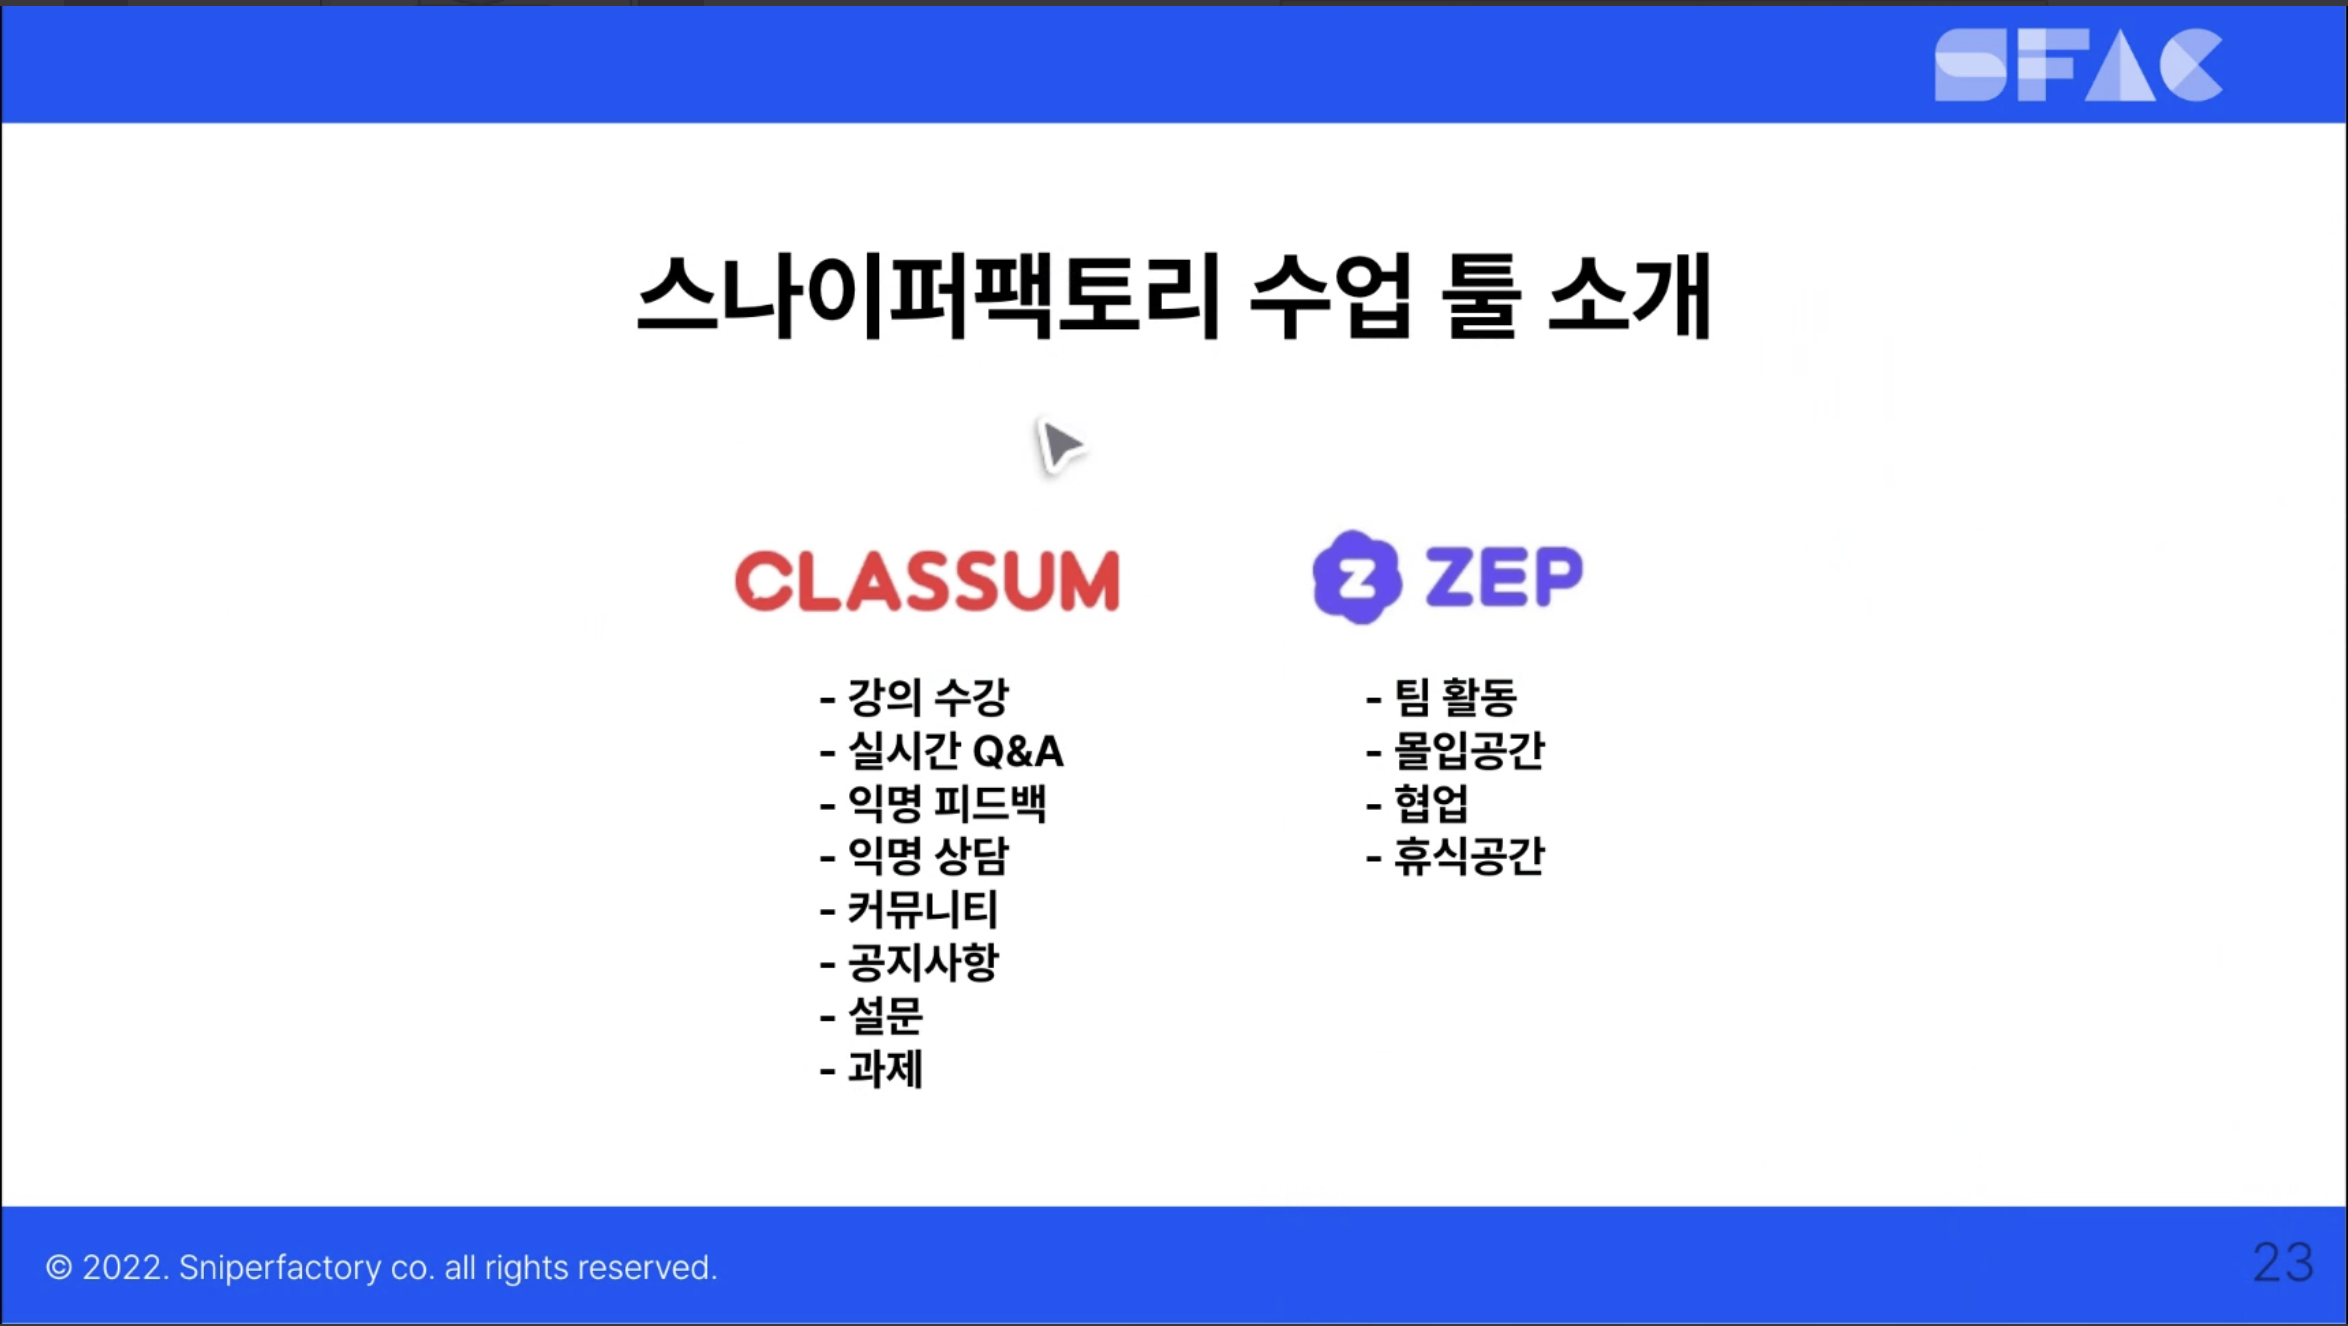 SFAC
스나이퍼팩토리 수업 툴 소개
CLASSUM
- 강의 수강
- 실시간 Q&A
- 익명 피드백
- 익명 상담
- 커뮤니티
- 공지사항
- 설문
- 과제
Z ZEP
- 팀 활동
- 몰입공간
- 협업
- 휴식공간
© 2022. Sniperfactory co. all rights reserved.
23